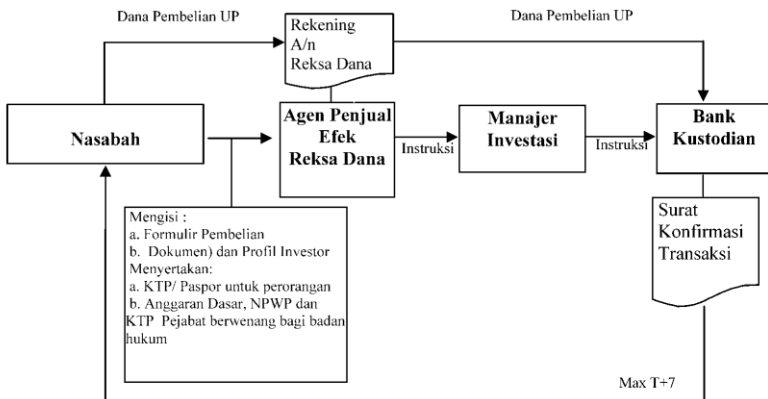 Dana Pembelian UP
Dana Pembelian UP
Rekening
A/n
Reksa Dana
Nasabah
Agen Penjual
Efek
Reksa Dana
Instruksi
Manajer
Investasi
Instruksi
Bank
Kustodian
Mengisi :
a. Formulir Pembelian
b. Dokumen) dan Profil Investor
Menyertakan:
a. KTP/ Paspor untuk perorangan
b. Anggaran Dasar, NPWP dan
KTP Pejabat berwenang bagi badan
hukum
Surat
Konfirmasi
Transaksi
Max T+7